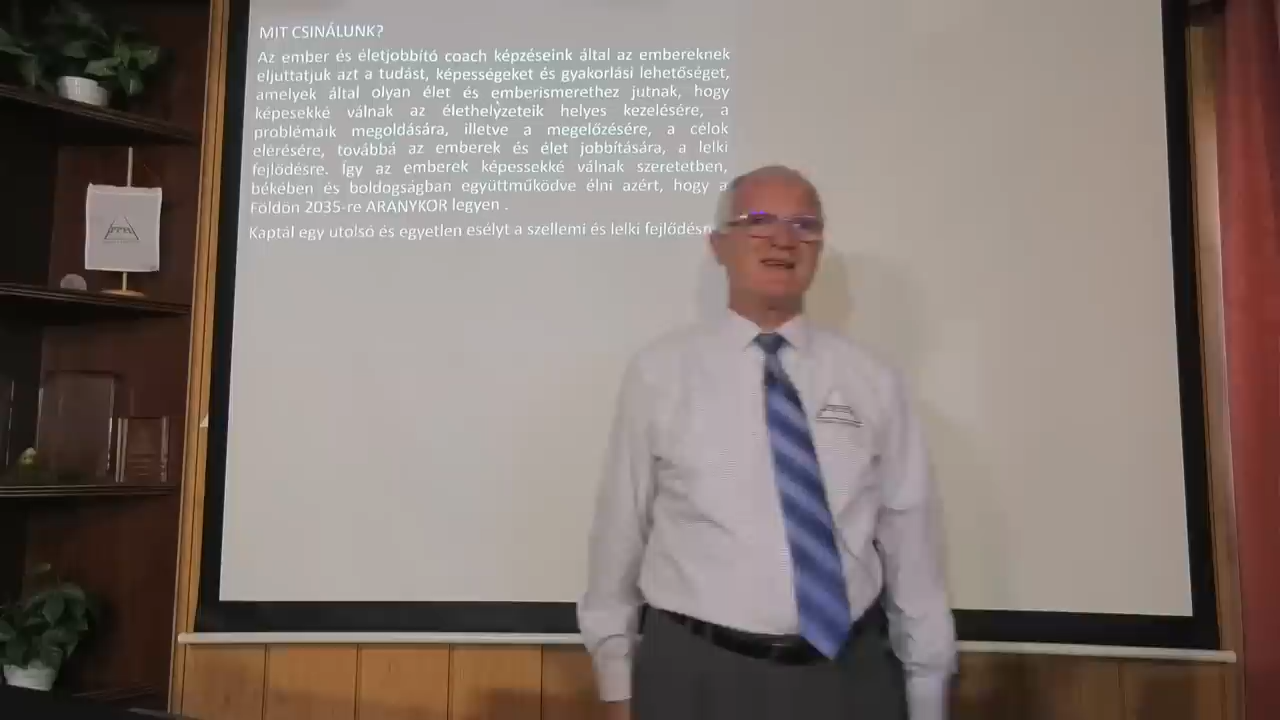 MIT CSINÁLUNK?
Az ember és életjobbító coach képzéseink által az embereknek
eljuttatjuk azt a tudást, képességeket és gyakorlási lehetőséget,
amelyek által olyan élet és emberismerethez jutnak, hogy
képesekké válnak az élethelyzeteik helyes kezelésére, a
problémáik megoldására, illetve a megelőzésére, a célok
elérésére, továbbá az emberek és élet jobbítására, a lelki
fejlődésre. Így az emberek képessekké válnak szeretetben,
békében és boldogságban együttműködve élni azért, hogy a
Földön 2035-re ARANYKOR legyen .
Kaptál egy utolsó és egyetlen esélyt a szellemi és lelki